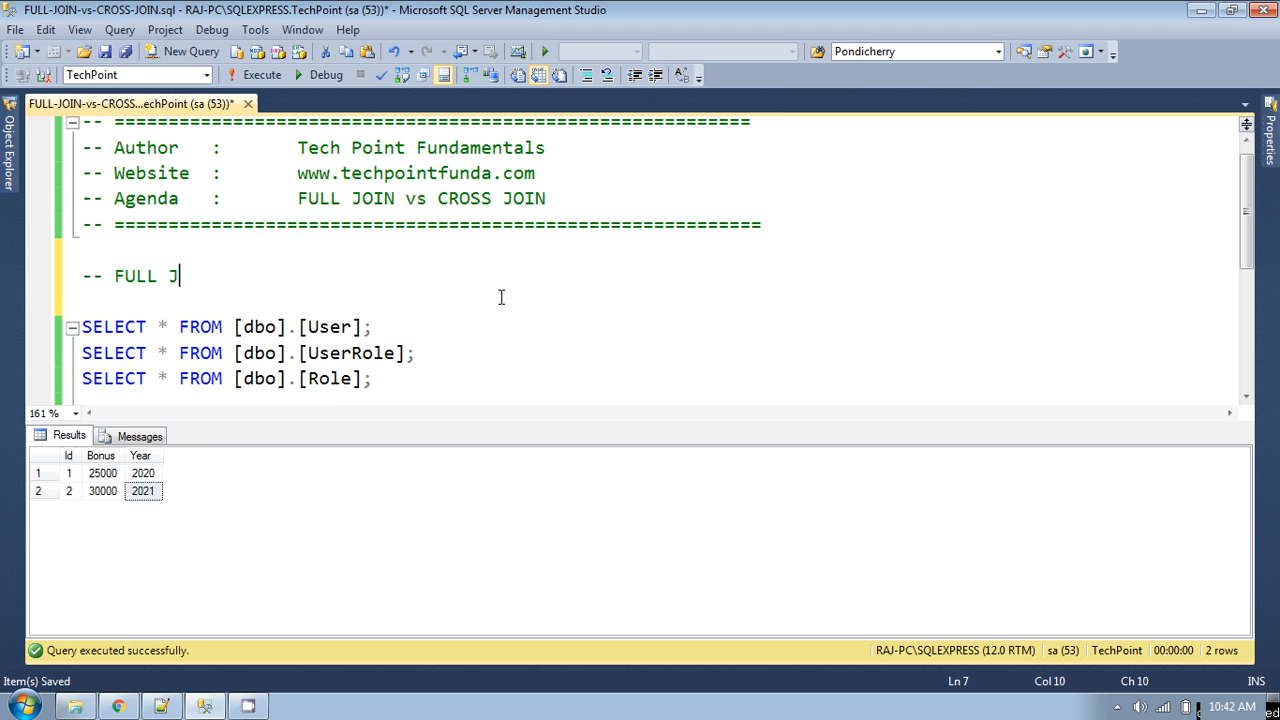 FULL-JOIN-vs-CROSS-JOIN.sql - RAJ-PC\SQLEXPRESS.TechPoint (sa (53))* - Microsoft SQL Server Management Studio
File Edit View Query Project Debug Tools Window Help
New Query Pondicherry
TechPoint Execute Debug
FULL-JOIN-vs-CROSS...echPoint (sa (53))*
Object Explorer
Properties
-- ===========================================================
-- Author : Tech Point Fundamentals
-- Website : www.techpointfunda.com
-- Agenda : FULL JOIN vs CROSS JOIN
-- ============================================================
-- FULL J
SELECT * FROM [dbo].[User];
SELECT * FROM [dbo].[UserRole];
SELECT * FROM [dbo].[Role];
161 %
Results Messages
Id Bonus Year
1 1 25000 2020
2 2 30000 2021
Query executed successfully. RAJ-PC\SQLEXPRESS (12.0 RTM) sa (53) TechPoint 00:00:00 2 rows
Item(s) Saved Ln 7 Col 10 Ch 10 INS
10:42 AM